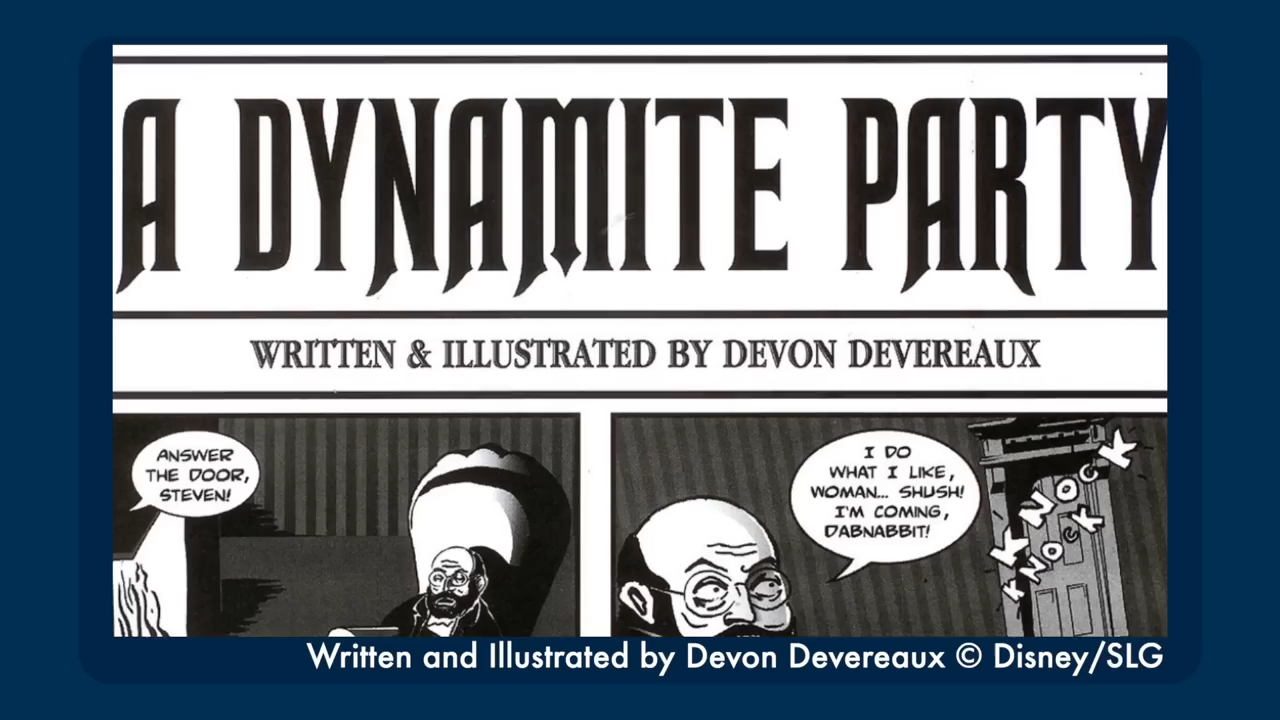 A DYNAMITE PARTY
WRITTEN & ILLUSTRATED BY DEVON DEVEREAUX
ANSWER
THE DOOR,
STEVEN!
I DO
WHAT I LIKE,
WOMAN... SHUSH!
I'M COMING,
DABNABBIT!
KNOCK
KNOCK
Written and Illustrated by Devon Devereaux © Disney/SLG